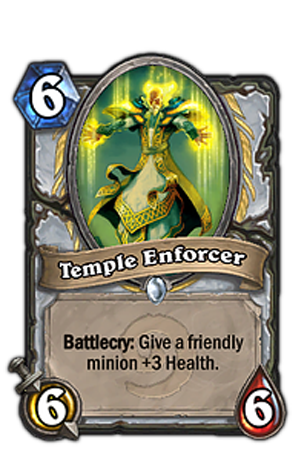 6
Temple Enforcer
Battlecry: Give a friendly
minion +3 Health.
6
6